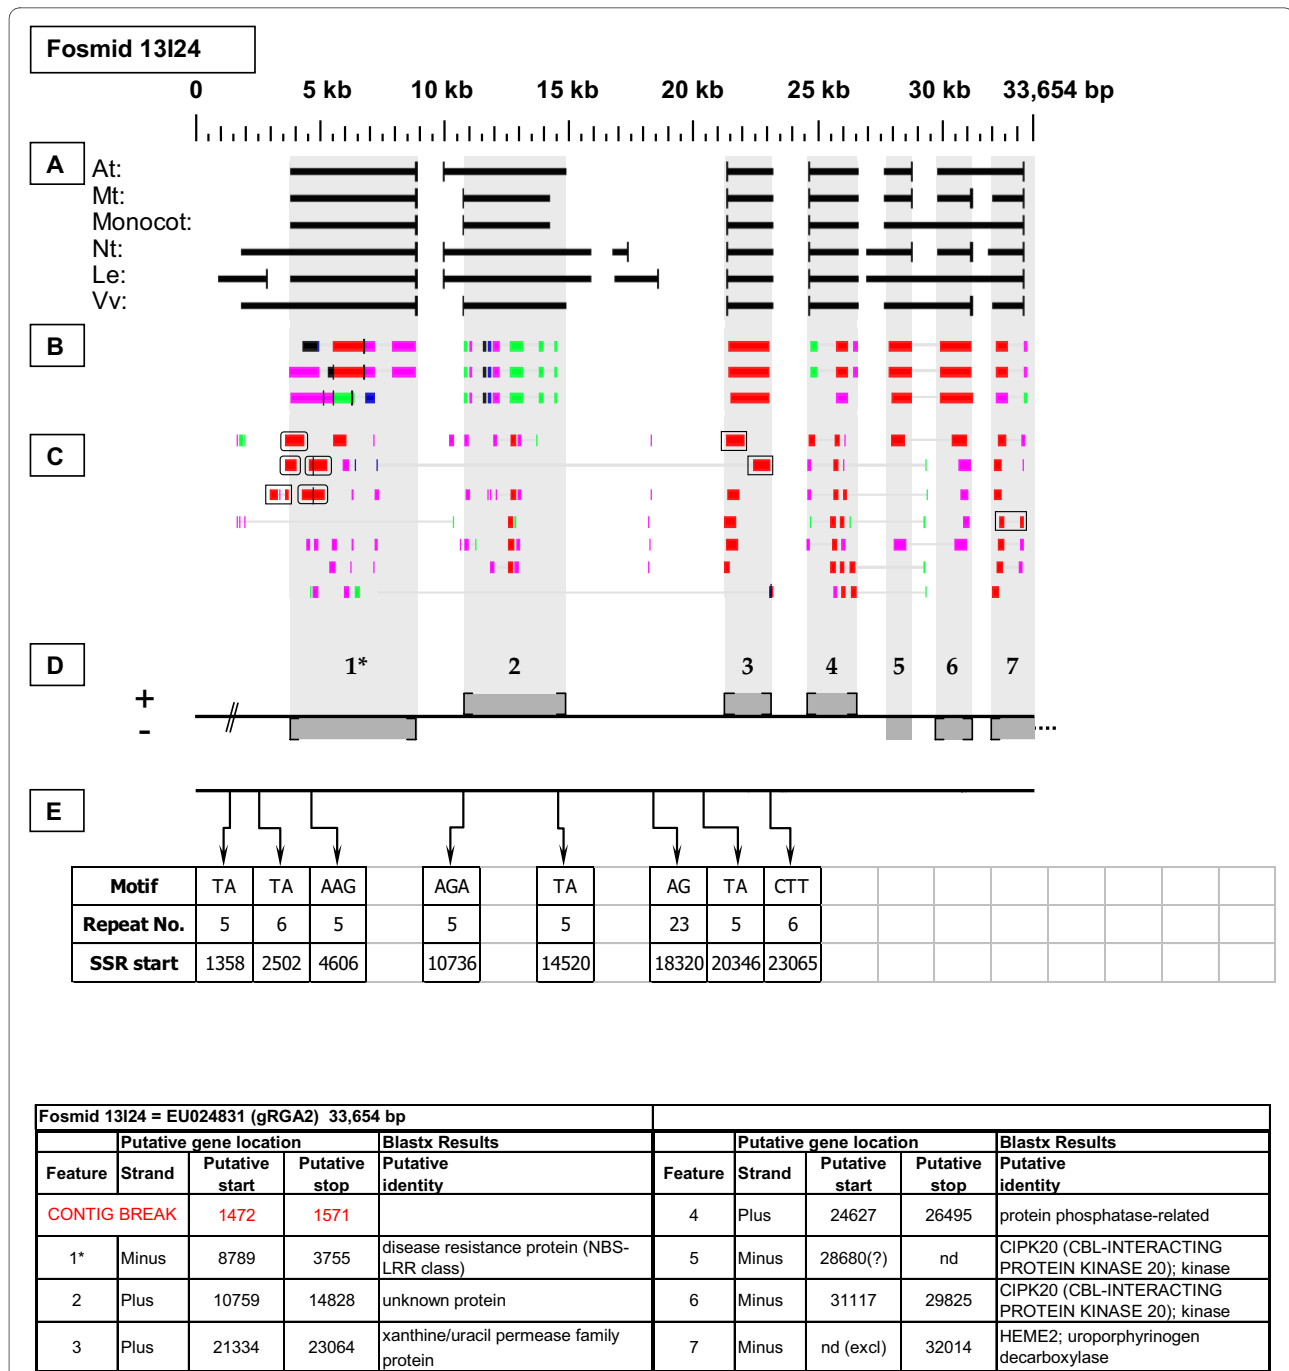 Fosmid 13I24
0 5 kb 10 kb 15 kb 20 kb 25 kb 30 kb 33,654 bp
A
At:
Mt:
Monocot:
Nt:
Le:
Vv:
B
C
D
1* 2 3 4 5 6 7
+
-
E
Motif TA TA AAG AGA TA AG TA CTT
Repeat No. 5 6 5 5 5 23 5 6
SSR start 1358 2502 4606 10736 14520 18320 20346 23065
Fosmid 13I24 = EU024831 (gRGA2) 33,654 bp
Putative gene location Blastx Results Putative gene location Blastx Results
Feature Strand Putative start Putative stop Putative identity Feature Strand Putative start Putative stop Putative identity
CONTIG BREAK 1472 1571 4 Plus 24627 26495 protein phosphatase-related
1* Minus 8789 3755 disease resistance protein (NBS-LRR class) 5 Minus 28680(?) nd CIPK20 (CBL-INTERACTING PROTEIN KINASE 20); kinase
2 Plus 10759 14828 unknown protein 6 Minus 31117 29825 CIPK20 (CBL-INTERACTING PROTEIN KINASE 20); kinase
3 Plus 21334 23064 xanthine/uracil permease family protein 7 Minus nd (excl) 32014 HEME2; uroporphyrinogen decarboxylase